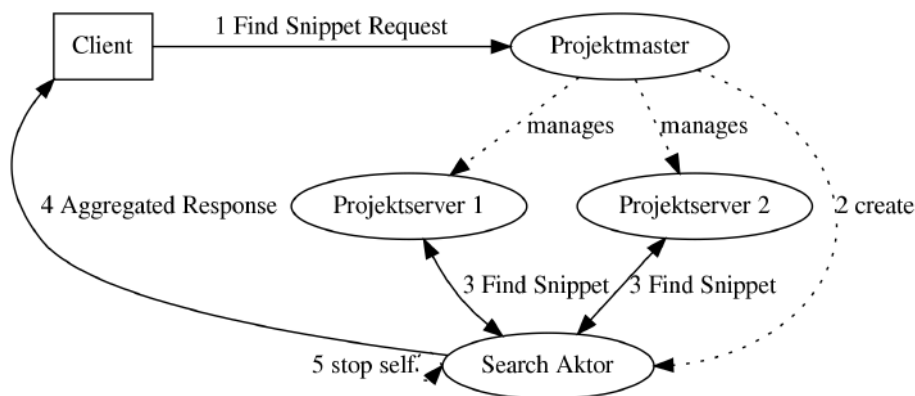 1 Find Snippet Request
Client
Projektmaster
manages
manages
4 Aggregated Response
Projektserver 1
Projektserver 2
2 create
3 Find Snippet
3 Find Snippet
5 stop self
Search Aktor